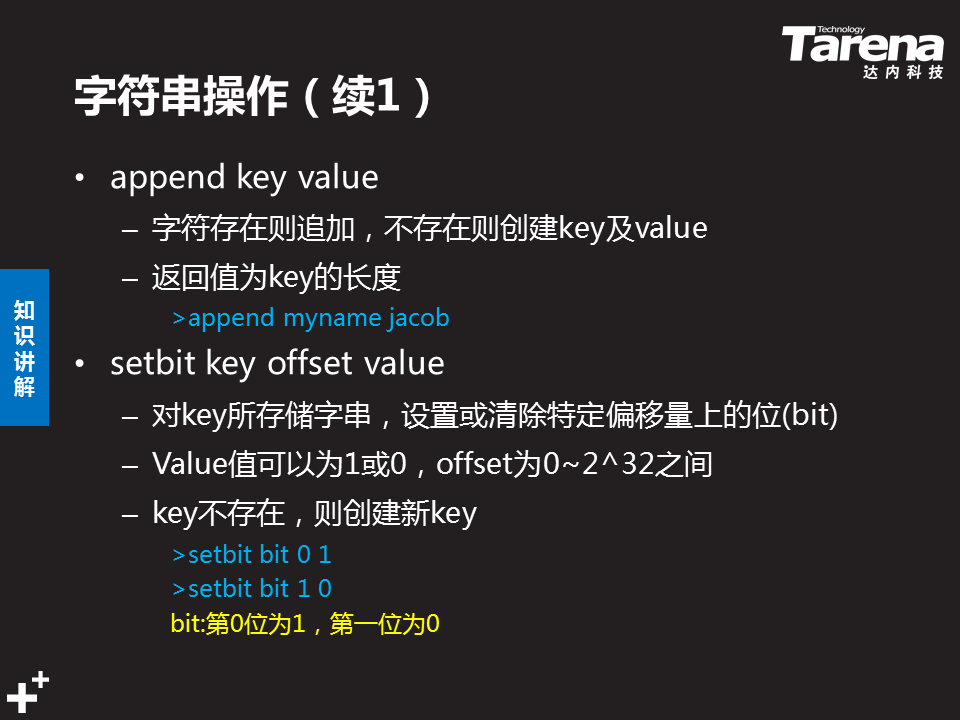 Technology
Tarena
达内科技
字符串操作（续1）
• append key value
– 字符存在则追加，不存在则创建key及value
– 返回值为key的长度
>append myname jacob
• setbit key offset value
– 对key所存储字串，设置或清除特定偏移量上的位(bit)
– Value值可以为1或0，offset为0~2^32之间
– key不存在，则创建新key
>setbit bit 0 1
>setbit bit 1 0
bit:第0位为1，第一位为0
知识讲解